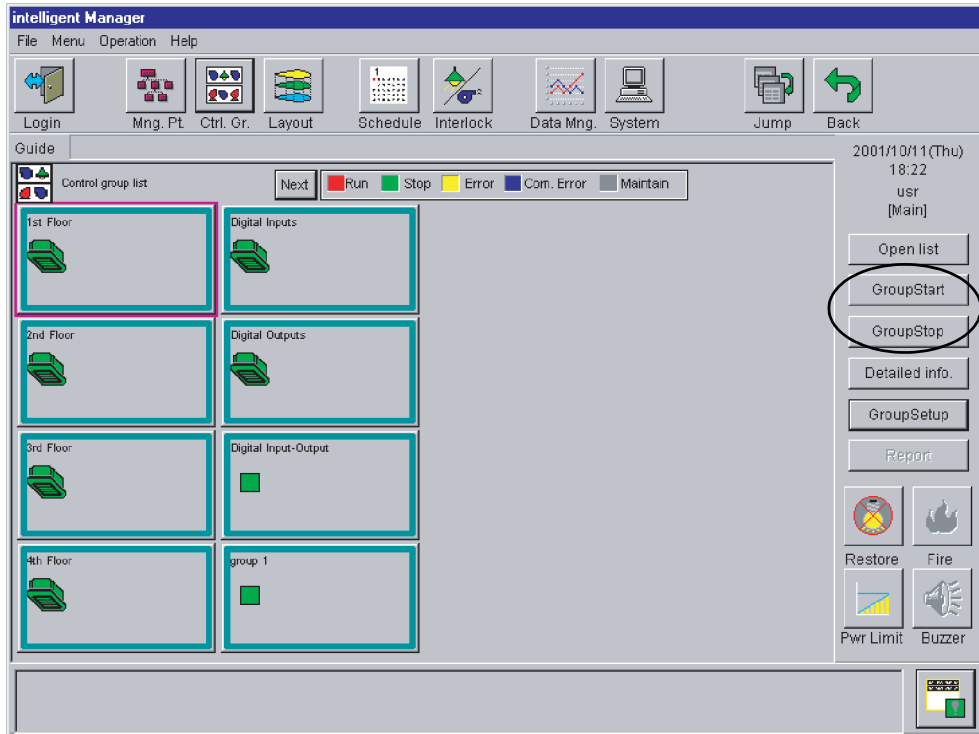 intelligent Manager
File Menu Operation Help
Login Mng. Pt. Ctrl. Gr. Layout Schedule Interlock Data Mng. System Jump Back
Guide
2001/10/11(Thu)
18:22
usr
[Main]
Control group list Next Run Stop Error Com. Error Maintain
1st Floor Digital Inputs
2nd Floor Digital Outputs
3rd Floor Digital Input-Output
4th Floor group 1
Open list
GroupStart
GroupStop
Detailed info.
GroupSetup
Report
Restore Fire
Pwr Limit Buzzer